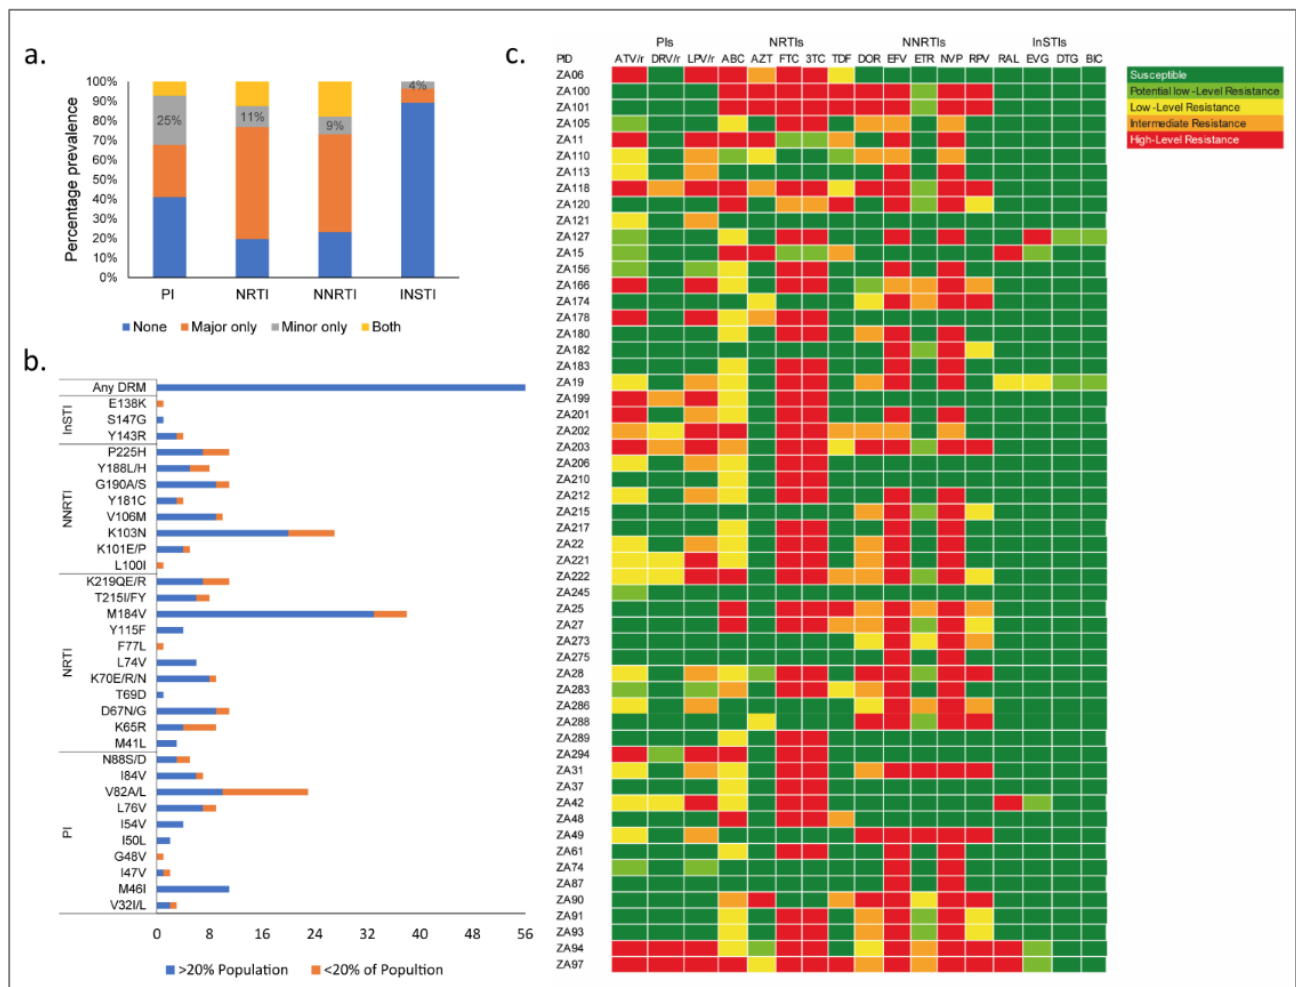 a.
Percentage prevalence
100%
90%
80%
70%
60%
50%
40%
30%
20%
10%
0%
25%
11%
9%
4%
PI NRTI NNRTI INSTI
None Major only Minor only Both
b.
Any DRM
InSTI
E138K
S147G
Y143R
NNRTI
P225H
Y188L/H
G190A/S
Y181C
V106M
K103N
K101E/P
L100I
NRTI
K219QE/R
T215I/FY
M184V
Y115F
F77L
L74V
K70E/R/N
T69D
D67N/G
K65R
M41L
PI
N88S/D
I84V
V82A/L
L76V
I54V
I50L
G48V
I47V
M46I
V32I/L
0 8 16 24 32 40 48 56
>20% Population <20% of Popultion
c.
PIs NRTIs NNRTIs InSTIs
PID ATV/r DRV/r LPV/r ABC AZT FTC 3TC TDF DOR EFV ETR NVP RPV RAL EVG DTG BIC
ZA06
ZA100
ZA101
ZA105
ZA11
ZA110
ZA113
ZA118
ZA120
ZA121
ZA127
ZA15
ZA156
ZA166
ZA174
ZA178
ZA180
ZA182
ZA183
ZA19
ZA199
ZA201
ZA202
ZA203
ZA206
ZA210
ZA212
ZA215
ZA217
ZA22
ZA221
ZA222
ZA245
ZA25
ZA27
ZA273
ZA275
ZA28
ZA283
ZA286
ZA288
ZA289
ZA294
ZA31
ZA37
ZA42
ZA48
ZA49
ZA61
ZA74
ZA87
ZA90
ZA91
ZA93
ZA94
ZA97
Susceptible
Potential low-Level Resistance
Low-Level Resistance
Intermediate Resistance
High-Level Resistance